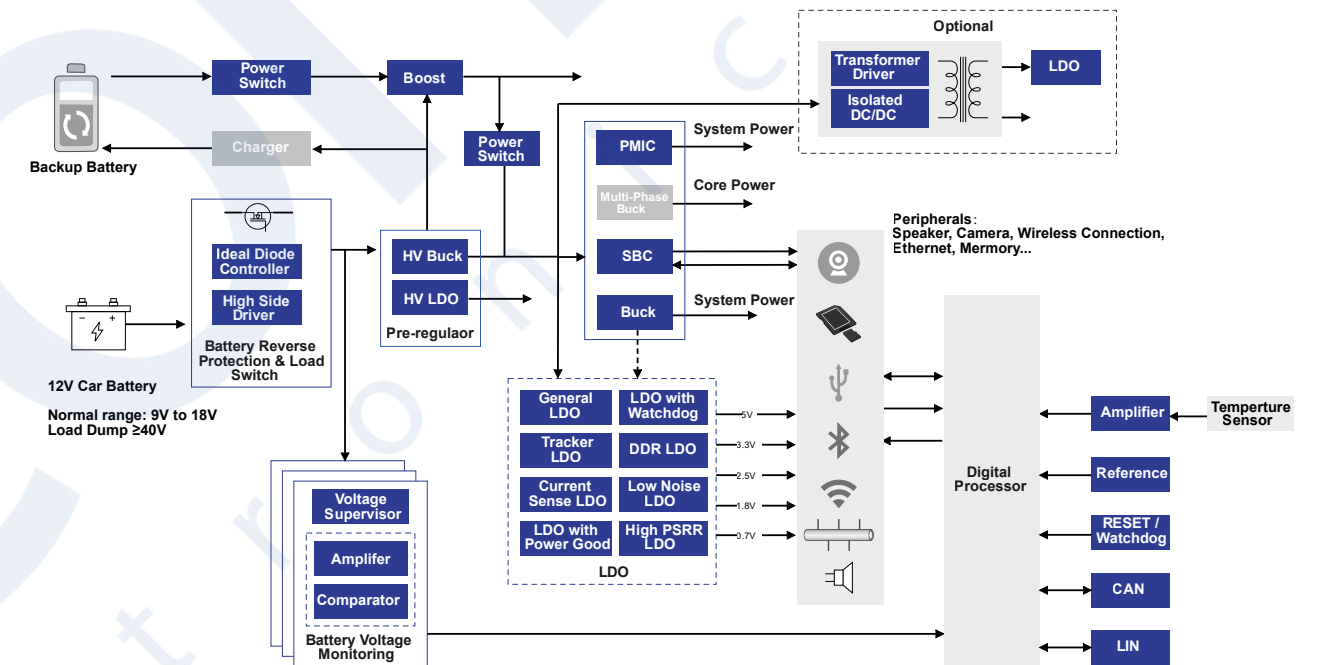 Optional
Transformer
Driver
Isolated
DC/DC
LDO
Power
Switch
Boost
Charger
Backup Battery
Power
Switch
PMIC
System Power
Multi-Phase
Buck
Core Power
SBC
Buck
System Power
Ideal Diode
Controller
High Side
Driver
Battery Reverse
Protection & Load
Switch
HV Buck
HV LDO
Pre-regulaor
12V Car Battery
Normal range: 9V to 18V
Load Dump ≥40V
Peripherals:
Speaker, Camera, Wireless Connection,
Ethernet, Mermory...
General
LDO
LDO with
Watchdog
Tracker
LDO
DDR LDO
Current
Sense LDO
Low Noise
LDO
LDO with
Power Good
High PSRR
LDO
LDO
5V
3.3V
2.5V
1.8V
0.7V
Voltage
Supervisor
Amplifer
Comparator
Battery Voltage
Monitoring
Digital
Processor
Amplifier
Temperture
Sensor
Reference
RESET /
Watchdog
CAN
LIN